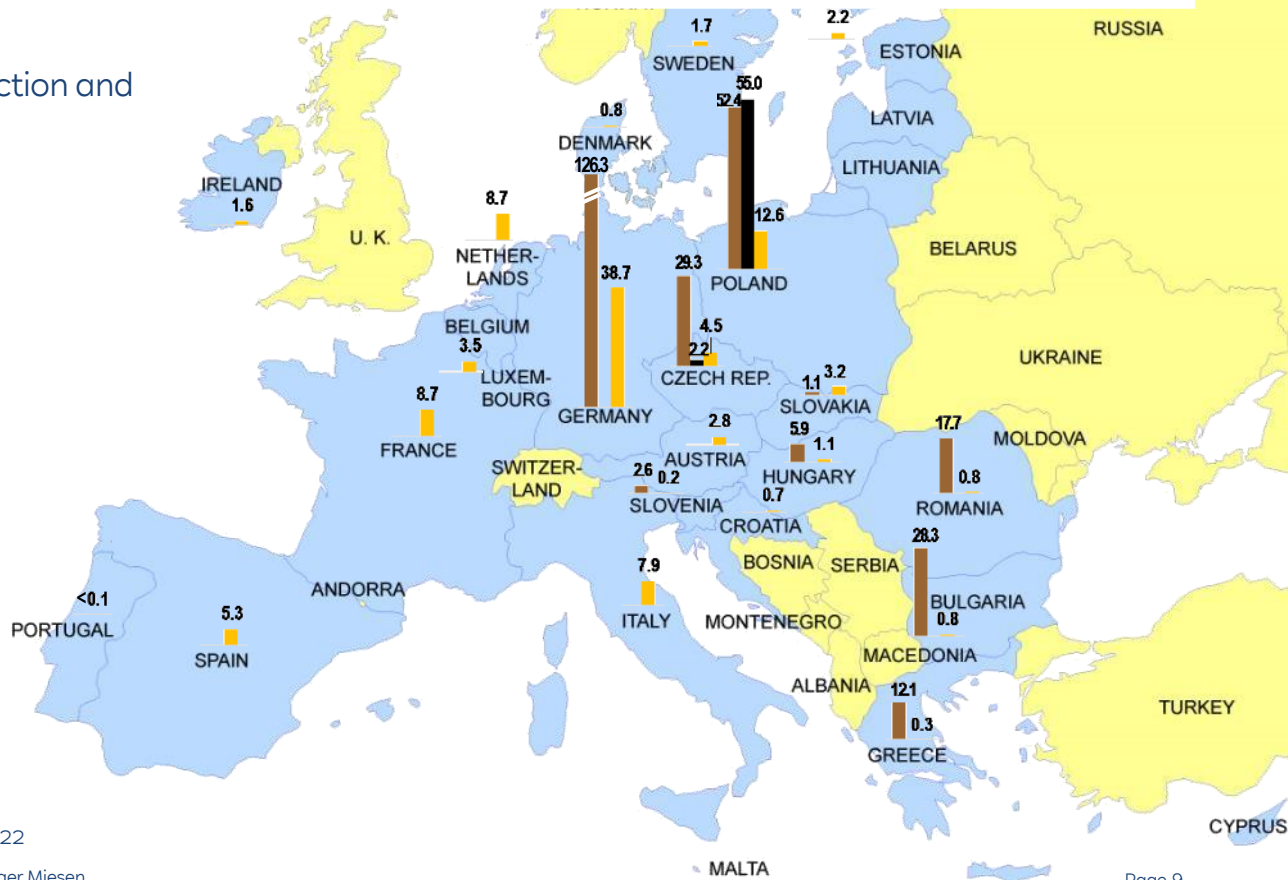 ction and
1.7
2.2
RUSSIA
SWEDEN
ESTONIA
55.0
52.4
LATVIA
0.8
DENMARK
LITHUANIA
126.3
IRELAND
1.6
8.7
12.6
U. K.
BELARUS
NETHER-
LANDS
38.7
29.3
POLAND
BELGIUM
3.5
4.5
2.2
UKRAINE
LUXEM-
BOURG
CZECH REP.
1.1
3.2
SLOVAKIA
8.7
GERMANY
FRANCE
2.8
AUSTRIA
5.9
1.1
HUNGARY
17.7
MOLDOVA
SWITZER-
LAND
2.6
0.2
SLOVENIA
0.7
CROATIA
0.8
ROMANIA
28.3
BOSNIA
SERBIA
7.9
ITALY
ANDORRA
<0.1
PORTUGAL
5.3
SPAIN
MONTENEGRO
BULGARIA
0.8
MACEDONIA
ALBANIA
12.1
0.3
GREECE
TURKEY
CYPRUS
22
MALTA
ger Miesen
Page 9